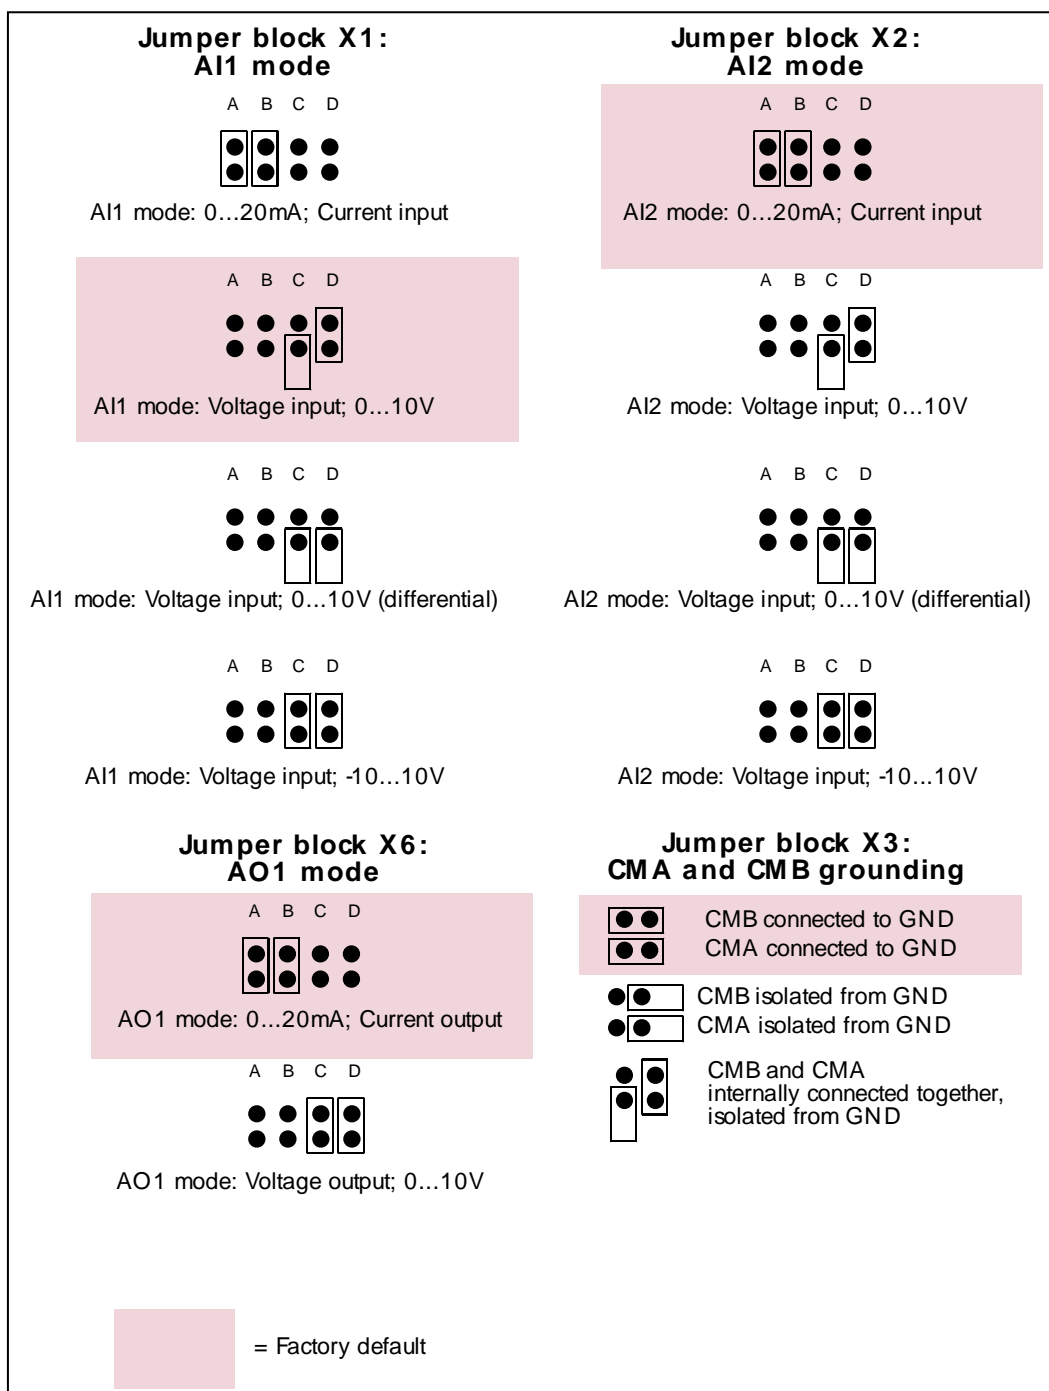 Jumper block X1:
AI1 mode
A B C D
AI1 mode: 0...20mA; Current input
A B C D
AI1 mode: Voltage input; 0...10V
A B C D
AI1 mode: Voltage input; 0...10V (differential)
A B C D
AI1 mode: Voltage input; -10...10V
Jumper block X2:
AI2 mode
A B C D
AI2 mode: 0...20mA; Current input
A B C D
AI2 mode: Voltage input; 0...10V
A B C D
AI2 mode: Voltage input; 0...10V (differential)
A B C D
AI2 mode: Voltage input; -10...10V
Jumper block X6:
AO1 mode
A B C D
AO1 mode: 0...20mA; Current output
A B C D
AO1 mode: Voltage output; 0...10V
Jumper block X3:
CMA and CMB grounding
CMB connected to GND
CMA connected to GND
CMB isolated from GND
CMA isolated from GND
CMB and CMA
internally connected together,
isolated from GND
= Factory default